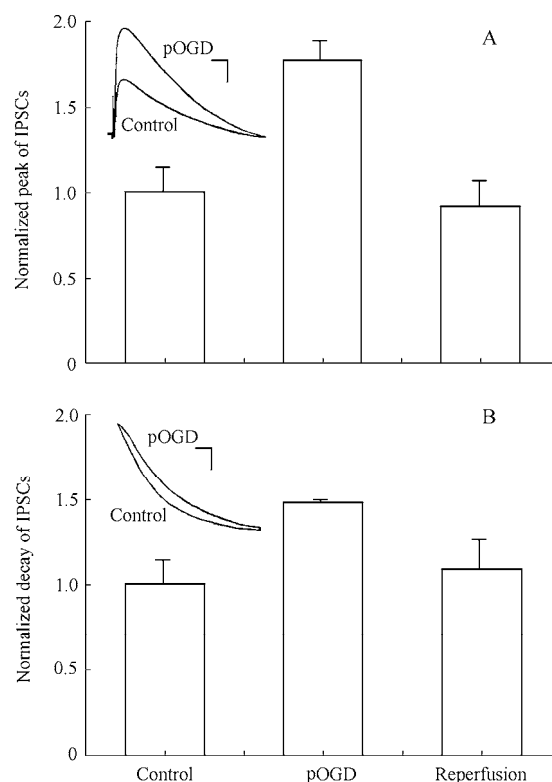 A
Normalized peak of IPSCs
2.0
1.5
1.0
0.5
0
pOGD
Control
B
Normalized decay of IPSCs
2.0
1.5
1.0
0.5
0
pOGD
Control
Control pOGD Reperfusion